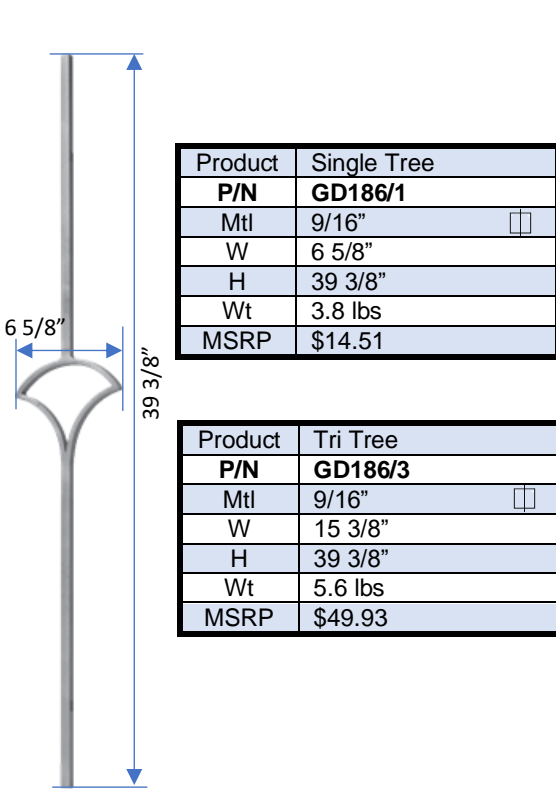 6 5/8”
39 3/8”
Product Single Tree
P/N GD186/1
Mtl 9/16”
W 6 5/8”
H 39 3/8”
Wt 3.8 lbs
MSRP $14.51
Product Tri Tree
P/N GD186/3
Mtl 9/16”
W 15 3/8”
H 39 3/8”
Wt 5.6 lbs
MSRP $49.93